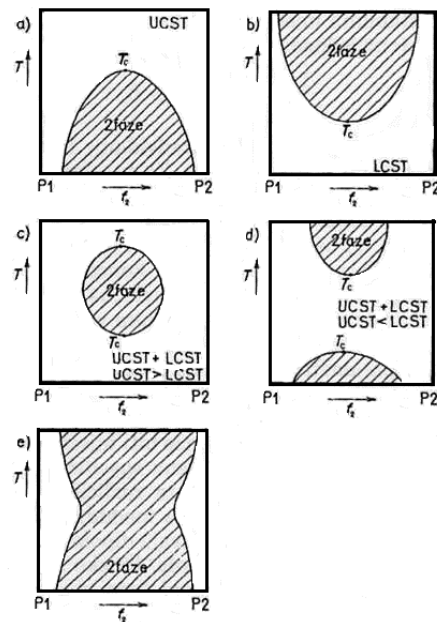 a)
UCST
Tc
2faze
T
P1
f₂
P2
b)
2faze
Tc
LCST
T
P1
f₂
P2
c)
Tc
2faze
T
Tc
UCST + LCST
UCST > LCST
P1
f₂
P2
d)
2faze
Tc
T
UCST + LCST
UCST < LCST
Tc
P1
f₂
P2
e)
T
2faze
P1
f₂
P2